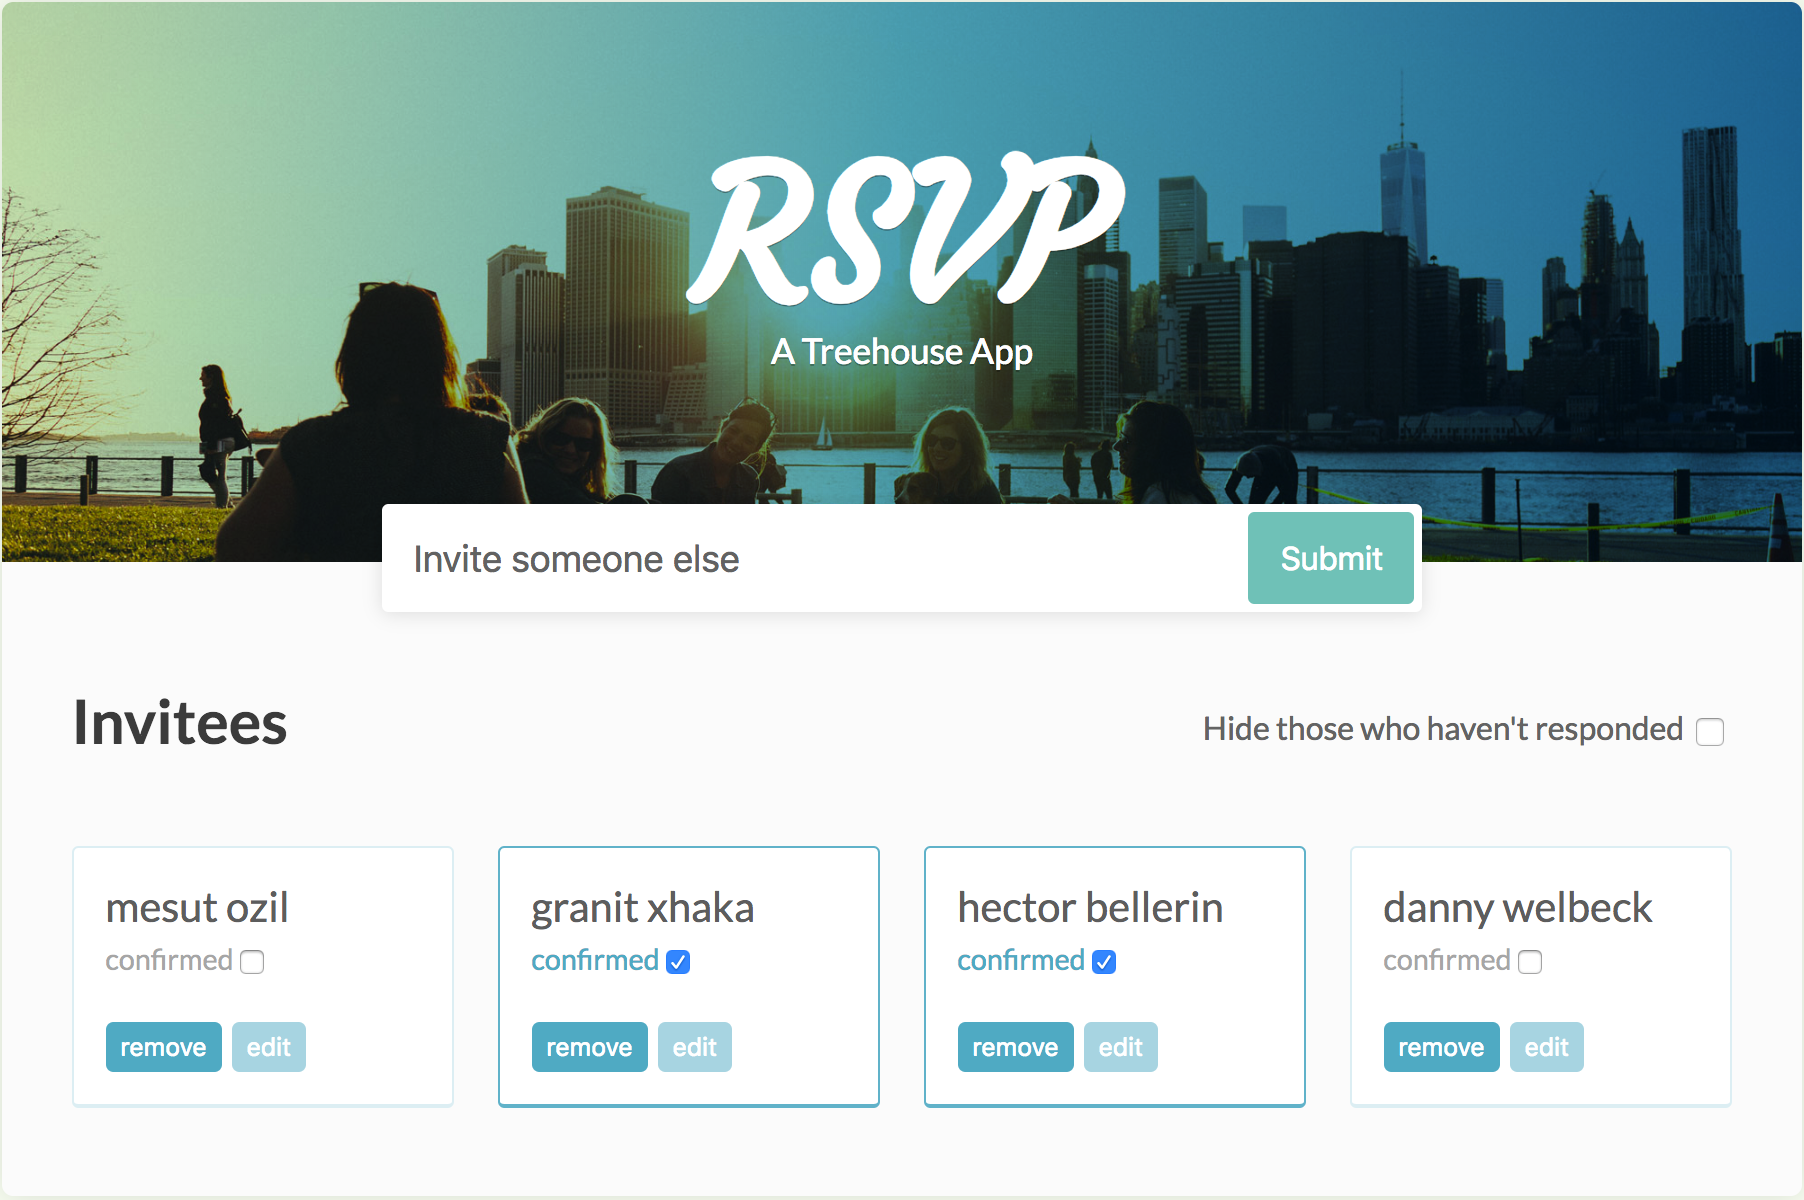 RSVP
A Treehouse App
Invite someone else
Submit
Invitees
Hide those who haven't responded
mesut ozil
confirmed
remove edit
granit xhaka
confirmed
remove edit
hector bellerin
confirmed
remove edit
danny welbeck
confirmed
remove edit